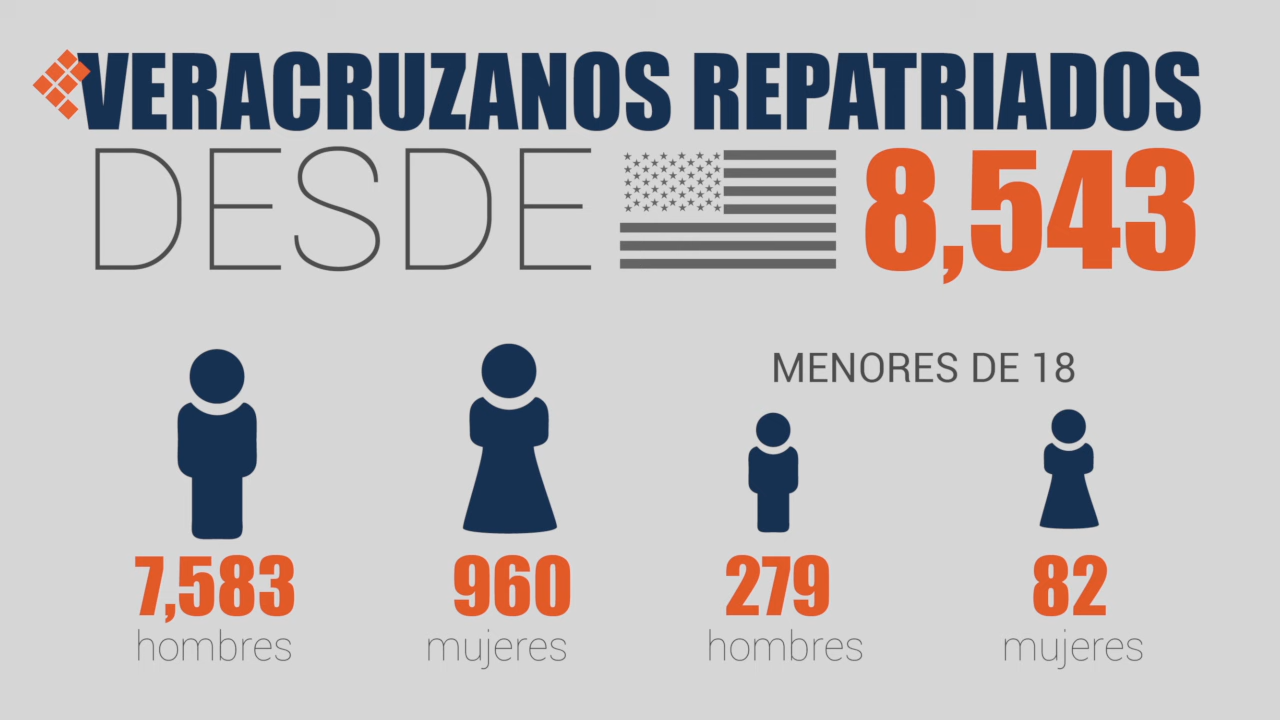 VERACRUZANOS REPATRIADOS
DESDE 8,543
MENORES DE 18
7,583 960 279 82
hombres mujeres hombres mujeres